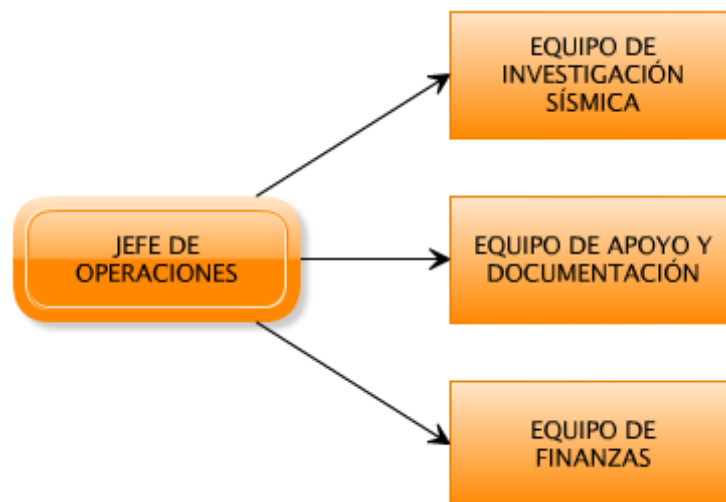 EQUIPO DE
INVESTIGACIÓN
SÍSMICA
JEFE DE
OPERACIONES
EQUIPO DE APOYO Y
DOCUMENTACIÓN
EQUIPO DE
FINANZAS